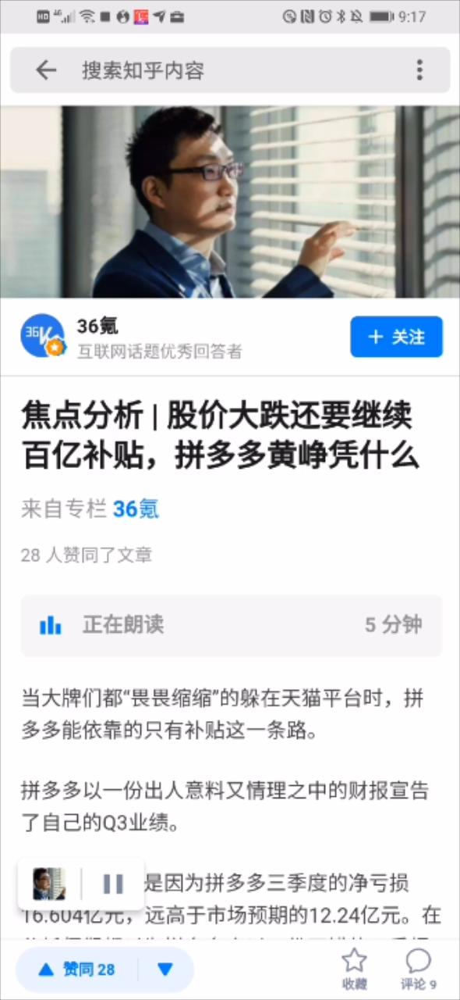 HD 4G 9:17
搜索知乎内容
36氪
互联网话题优秀回答者
+ 关注
焦点分析 | 股价大跌还要继续
百亿补贴，拼多多黄峥凭什么
来自专栏 36氪
28 人赞同了文章
正在朗读 5 分钟
当大牌们都“畏畏缩缩”的躲在天猫平台时，拼
多多能依靠的只有补贴这一条路。
拼多多以一份出人意料又情理之中的财报宣告
了自己的Q3业绩。
是因为拼多多三季度的净亏损
16.604亿元，远高于市场预期的12.24亿元。在
赞同 28
收藏
评论 9